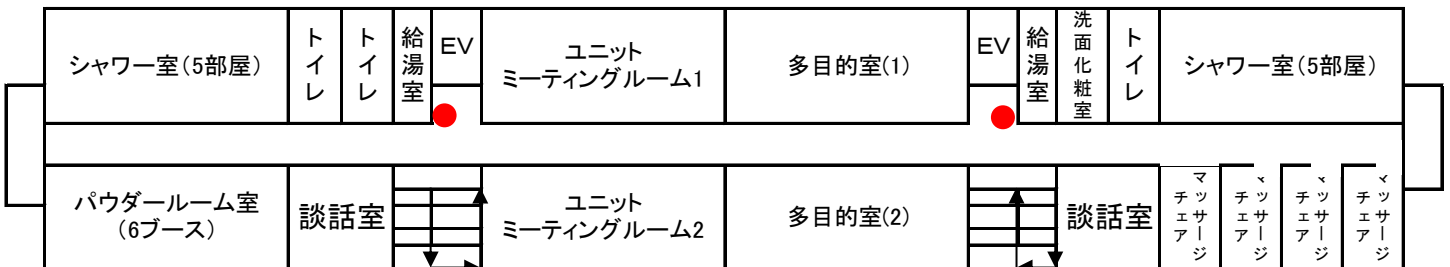 シャワー室(5部屋)
トイレ
トイレ
給湯室
EV
ユニット
ミーティングルーム1
多目的室(1)
EV
給湯室
洗面化粧室
トイレ
シャワー室(5部屋)
パウダールーム室
(6ブース)
談話室
ユニット
ミーティングルーム2
多目的室(2)
談話室
マッサージ
チェア
マッサージ
チェア
マッサージ
チェア
マッサージ
チェア